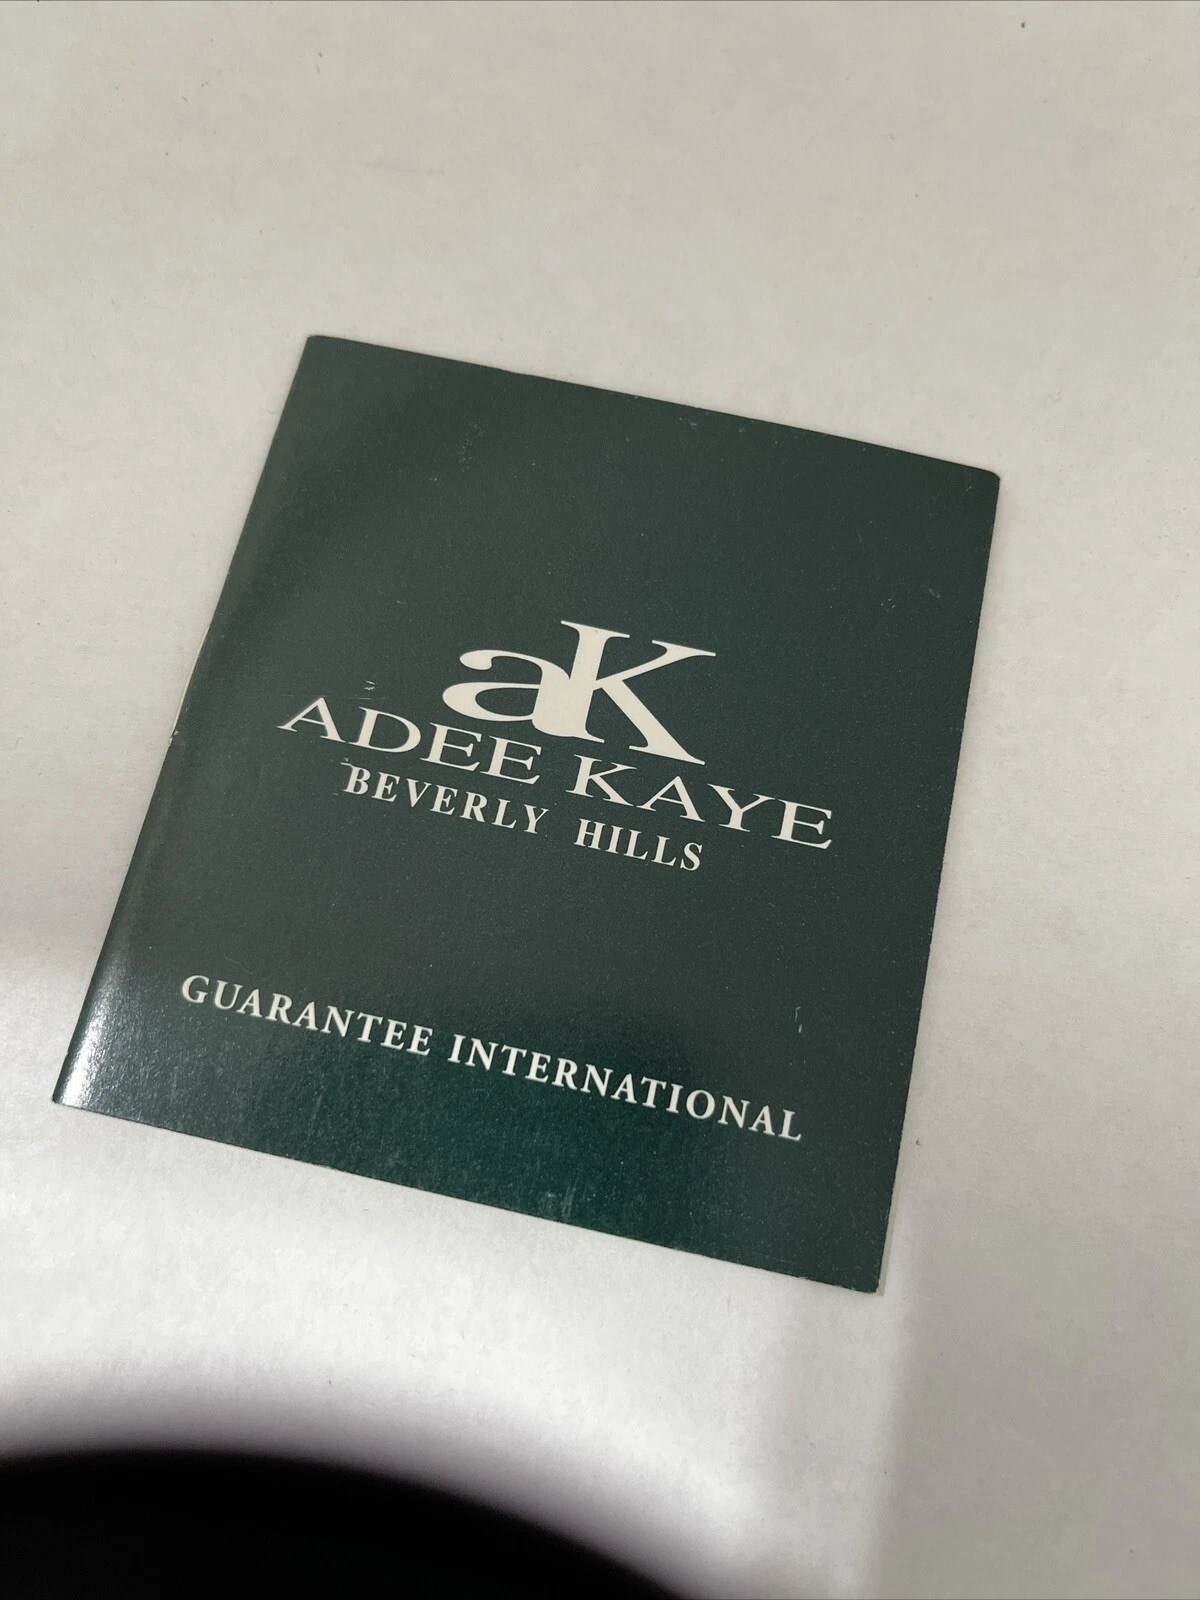 aK
ADEE KAYE
BEVERLY HILLS
GUARANTEE INTERNATIONAL